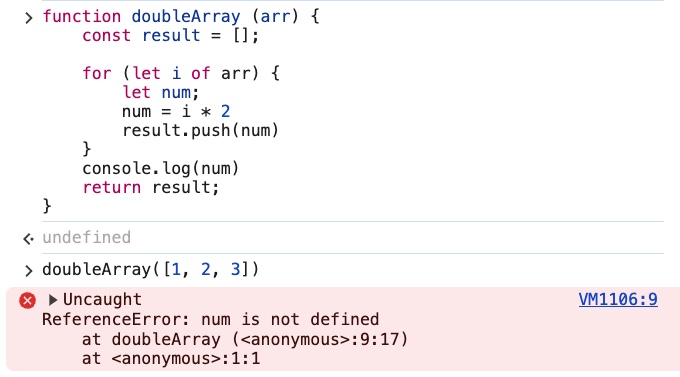 function doubleArray (arr) {
    const result = [];

    for (let i of arr) {
        let num;
        num = i * 2
        result.push(num)
    }
    console.log(num)
    return result;
}
undefined
doubleArray([1, 2, 3])
Uncaught VM1106:9
ReferenceError: num is not defined
    at doubleArray (<anonymous>:9:17)
    at <anonymous>:1:1